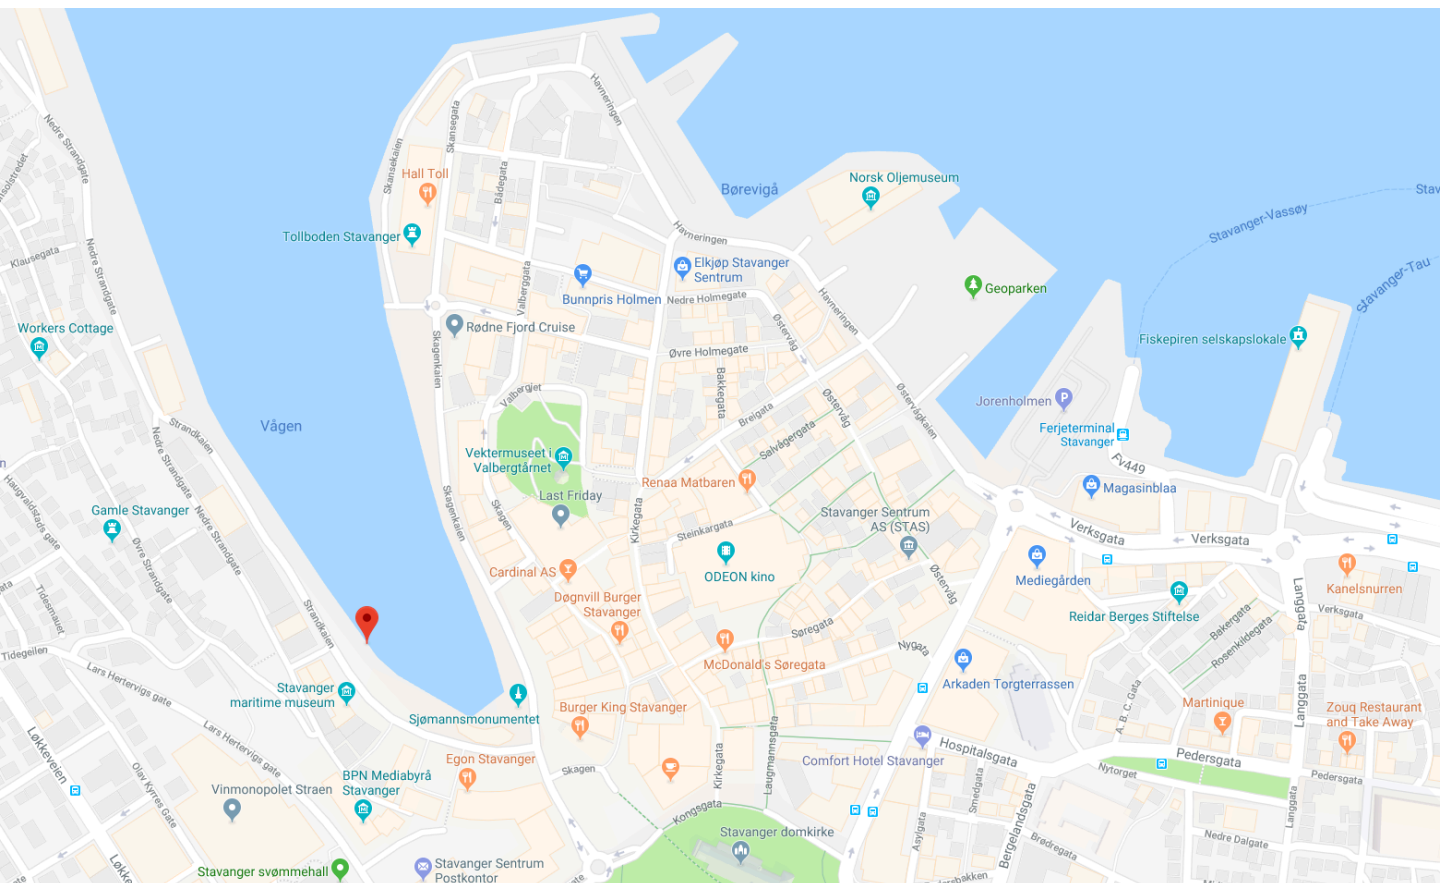 Havneringen
Nedre Strandgate
Skansegata
Skansekaien
Hall Toll
Bådegata
Børevigå
Norsk Oljemuseum
Stavanger-Vassøy
Tollboden Stavanger
Havneringen
Klausegata
Nedre Strandgate
Valberggata
Elkjøp Stavanger
Sentrum
Stavanger-Tau
Bunnpris Holmen
Nedre Holmegate
Havneringen
Geoparken
Workers Cottage
Rødne Fjord Cruise
Østervåg
Fiskepiren selskapslokale
Skagenkaien
Øvre Holmegate
Bakkegata
Valbergjet
Østervåg
Østervågkaien
Jorenholmen
Vågen
Strandkaien
Breigata
Salvågergata
Ferjeterminal
Stavanger
Nedre Strandgate
Vektermuseet i
Valbergtårnet
Fv449
Haugvaldstads gate
Renaa Matbaren
Magasinblaa
Last Friday
Gamle Stavanger
Nedre Strandgate
Skagenkaien
Skagen
Kirkegata
Steinkargata
Stavanger Sentrum
AS (STAS)
Verksgata
Verksgata
Øvre Strandgate
Cardinal AS
ODEON kino
Østervåg
Mediegården
Kanelsnurren
Tidesmauet
Strandkaien
Døgnvill Burger
Stavanger
Reidar Berges Stiftelse
Langgata
Bakergata
Rosenkildegata
Verksgata
Søregata
Nygata
Tidegeilen
Lars Hertervigs gate
McDonald's Søregata
Arkaden Torgterrassen
Stavanger
maritime museum
A. B. C. Gata
Langgata
Sjømannsmonumentet
Burger King Stavanger
Martinique
Zouq Restaurant
and Take Away
Løkkeveien
Lars Hertervigs gate
Egon Stavanger
Kirkegata
Laugmannsgata
Comfort Hotel Stavanger
Hospitalsgata
Pedersgata
Olav Kyrres Gate
BPN Mediabyrå
Stavanger
Skagen
Nytorget
Pedersgata
Vinmonopolet Straen
Kongsgata
Smedgata
Langgata
Stavanger domkirke
Asylgata
Bergelandsgata
Brødregata
Nedre Dalgate
Stavanger svømmehall
Stavanger Sentrum
Postkontor